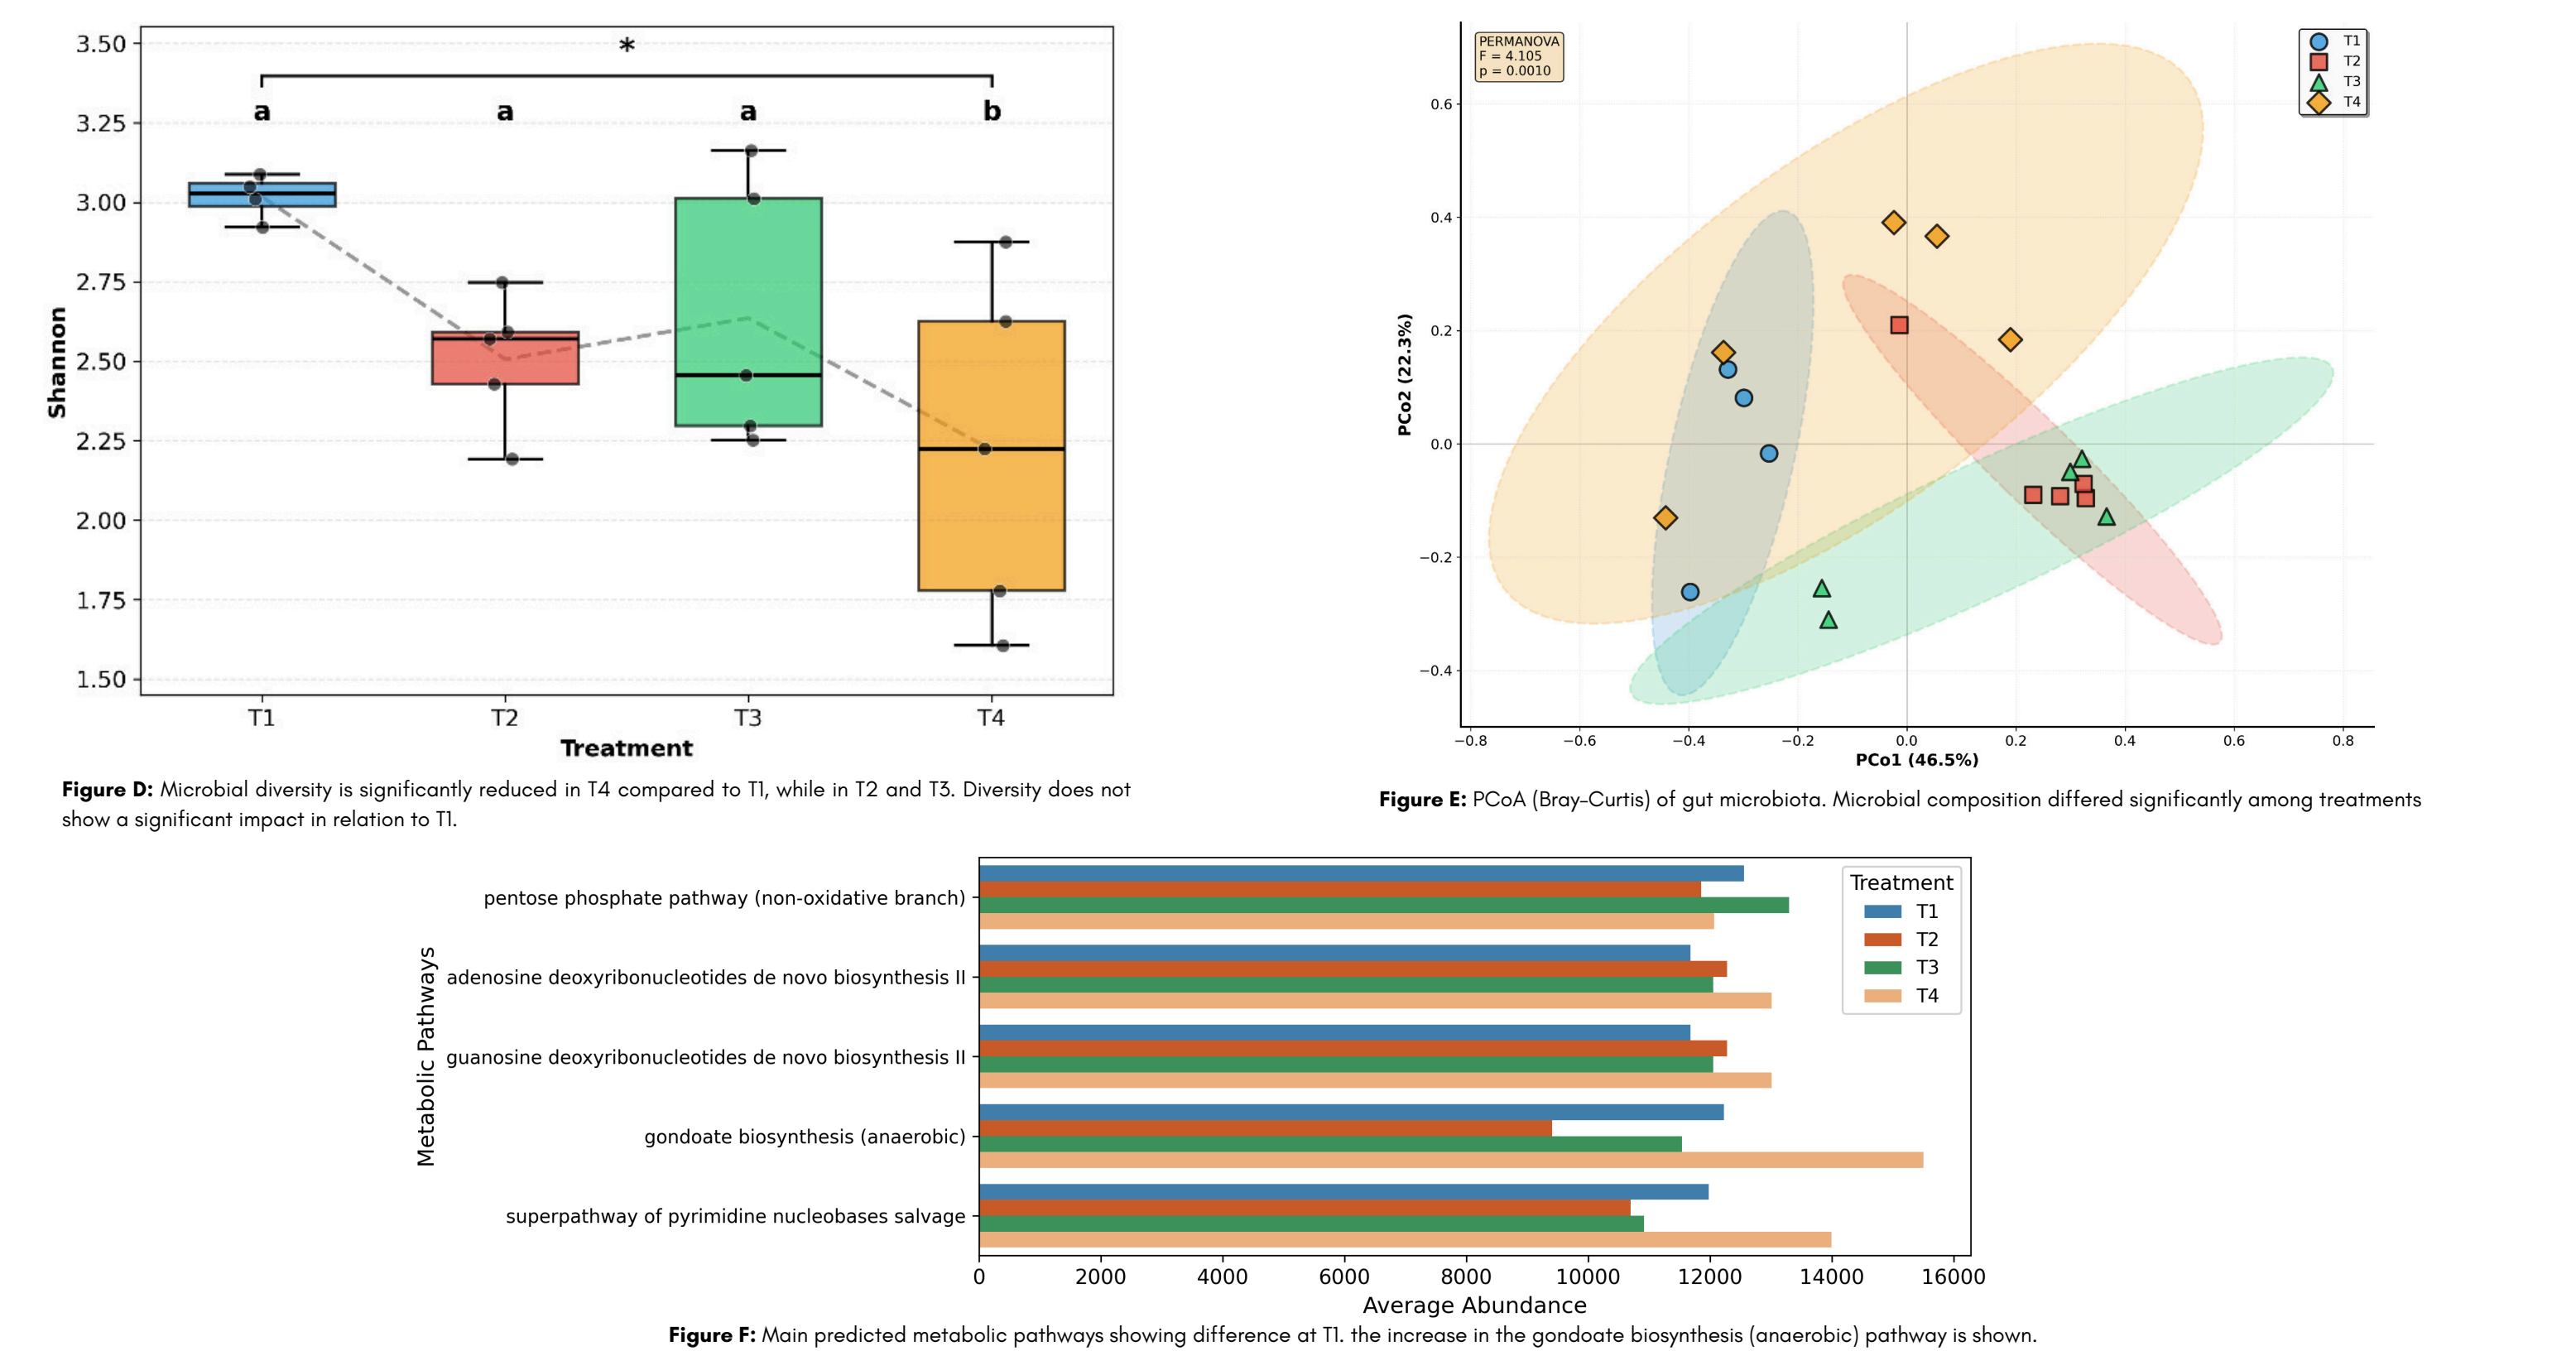 3.50
3.25
3.00
2.75
2.50
2.25
2.00
1.75
1.50
Shannon
*
a a a b
T1 T2 T3 T4
Treatment
Figure D: Microbial diversity is significantly reduced in T4 compared to T1, while in T2 and T3. Diversity does not
show a significant impact in relation to T1.
PERMANOVA
F = 4.105
p = 0.0010
T1
T2
T3
T4
0.6
0.4
0.2
0.0
−0.2
−0.4
PCo2 (22.3%)
−0.8 −0.6 −0.4 −0.2 0.0 0.2 0.4 0.6 0.8
PCo1 (46.5%)
Figure E: PCoA (Bray-Curtis) of gut microbiota. Microbial composition differed significantly among treatments
Metabolic Pathways
pentose phosphate pathway (non-oxidative branch)
adenosine deoxyribonucleotides de novo biosynthesis II
guanosine deoxyribonucleotides de novo biosynthesis II
gondoate biosynthesis (anaerobic)
superpathway of pyrimidine nucleobases salvage
Treatment
T1
T2
T3
T4
0 2000 4000 6000 8000 10000 12000 14000 16000
Average Abundance
Figure F: Main predicted metabolic pathways showing difference at T1. the increase in the gondoate biosynthesis (anaerobic) pathway is shown.